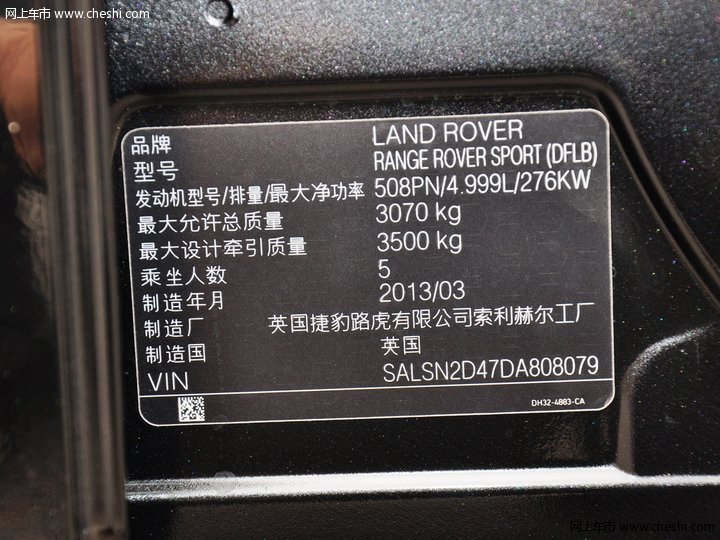 网上车市 www.cheshi.com
品牌 LAND ROVER
型号 RANGE ROVER SPORT (DFLB)
发动机型号/排量/最大净功率 508PN/4.999L/276KW
最大允许总质量 3070 kg
最大设计牵引质量 3500 kg
乘坐人数 5
制造年月 2013/03
制造厂 英国捷豹路虎有限公司索利赫尔工厂
制造国 英国
VIN SALSN2D47DA808079
DH32-4883-CA
网上车市 www.cheshi.com